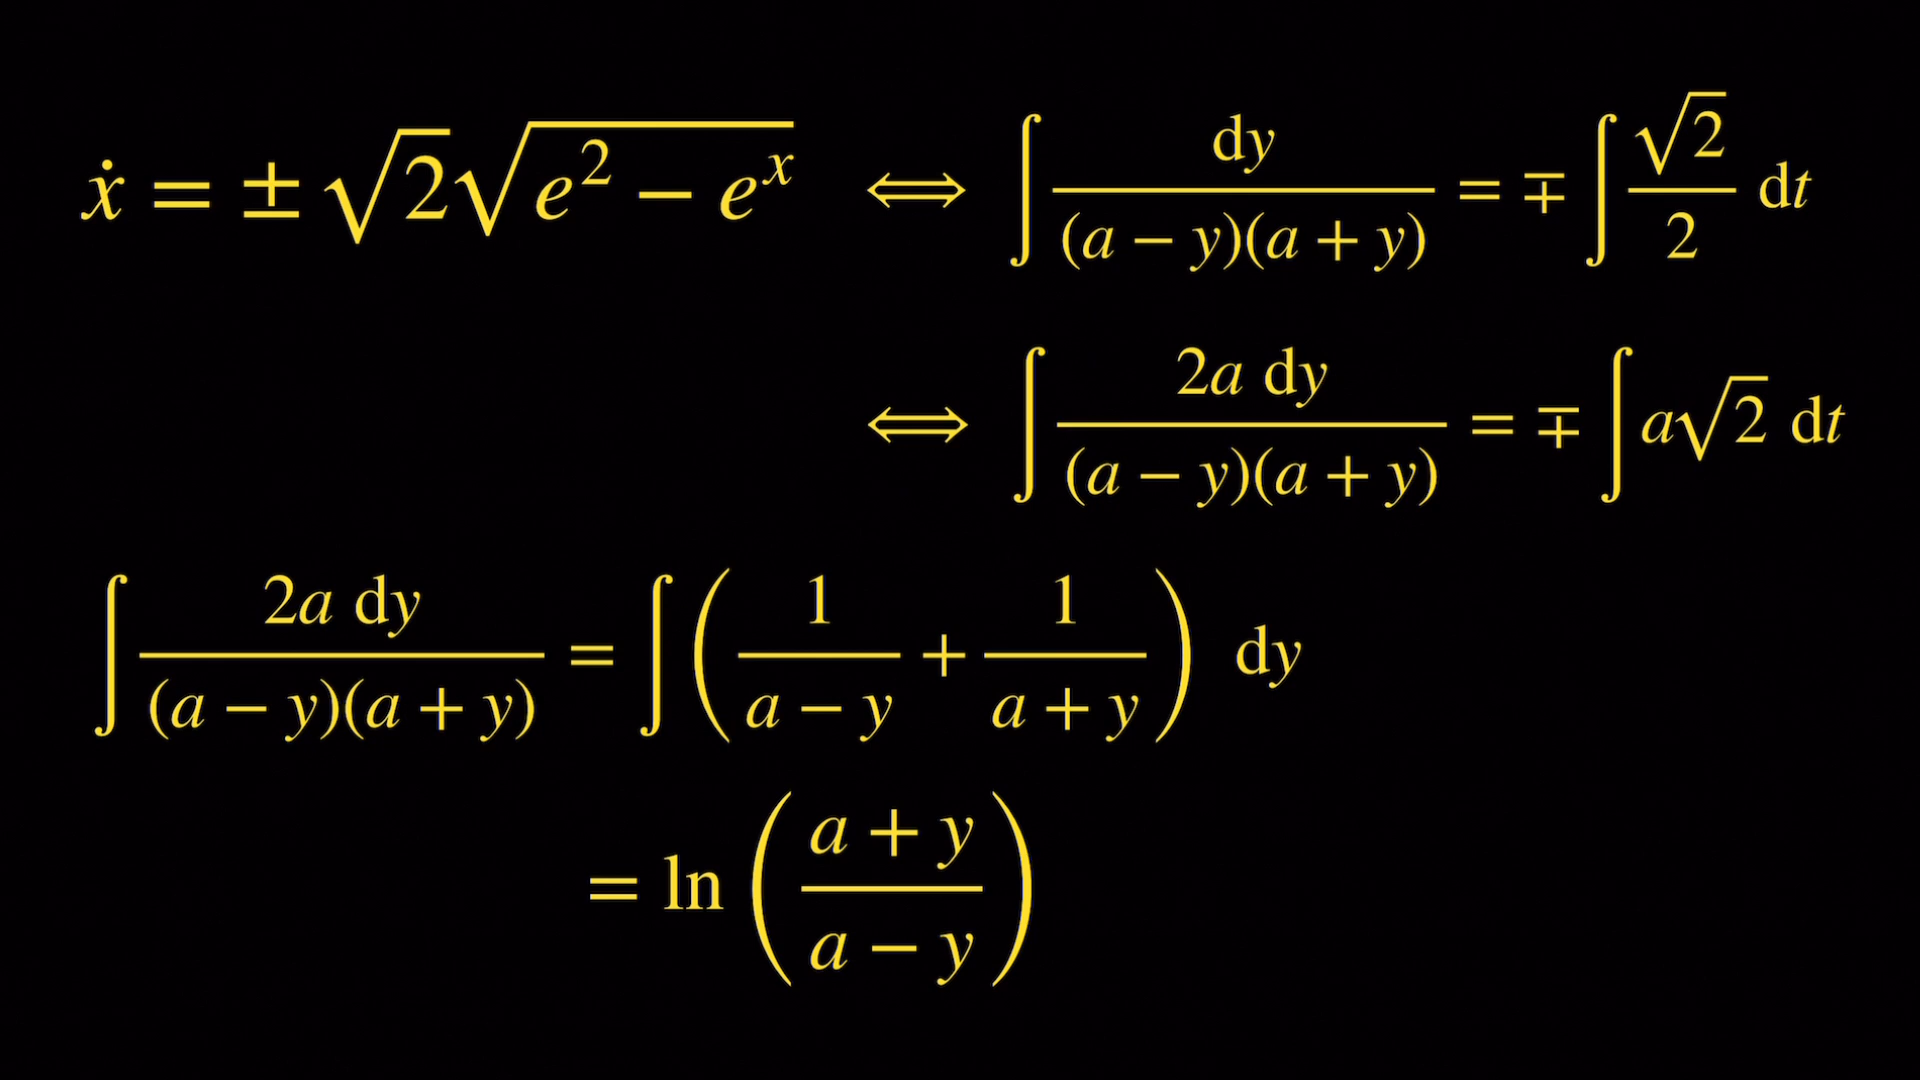 ẋ = ± √2 √(e² − eˣ) ⟺ ∫ dy / ((a − y)(a + y)) = ∓ ∫ (√2 / 2) dt
⟺ ∫ 2a dy / ((a − y)(a + y)) = ∓ ∫ a√2 dt
∫ 2a dy / ((a − y)(a + y)) = ∫ (1 / (a − y) + 1 / (a + y)) dy
= ln ((a + y) / (a − y))